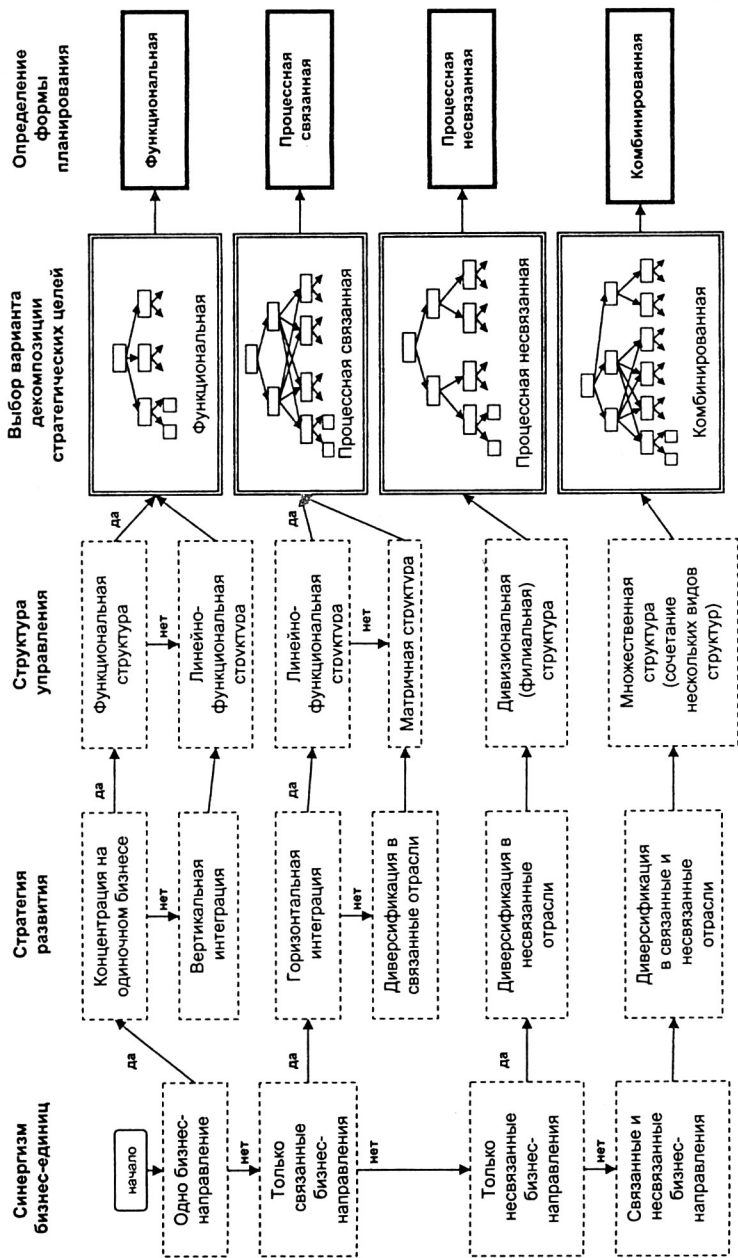 Синергизм
бизнес-единиц
Стратегия
развития
Структура
управления
Выбор варианта
декомпозиции
стратегических целей
Определение
формы
планирования
начало
Одно бизнес-
направление
да
Концентрация на
одиночном бизнесе
да
Функциональная
структура
да
Функциональная
Функциональная
нет
нет
нет
Вертикальная
интеграция
Линейно-
функциональная
структура
Только
связанные
бизнес-
направления
да
Горизонтальная
интеграция
да
Линейно-
функциональная
структура
да
Процессная связанная
Процессная
связанная
нет
нет
нет
Диверсификация в
связанные отрасли
Матричная структура
Только
несвязанные
бизнес-
направления
да
Диверсификация в
несвязанные
отрасли
Дивизиональная
(филиальная)
структура
Процессная несвязанная
Процессная
несвязанная
нет
Связанные и
несвязанные
бизнес-
направления
Диверсификация
в связанные и
несвязанные
отрасли
Множественная
структура
(сочетание
нескольких видов
структур)
Комбинированная
Комбинированная